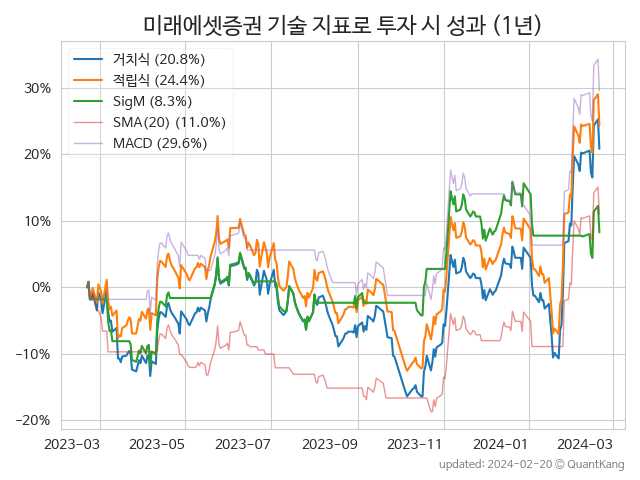 미래에셋증권 기술 지표로 투자 시 성과 (1년)
거치식 (20.8%)
적립식 (24.4%)
SigM (8.3%)
SMA(20) (11.0%)
MACD (29.6%)
30%
20%
10%
0%
−10%
−20%
2023-03 2023-05 2023-07 2023-09 2023-11 2024-01 2024-03
updated: 2024-02-20 © QuantKang